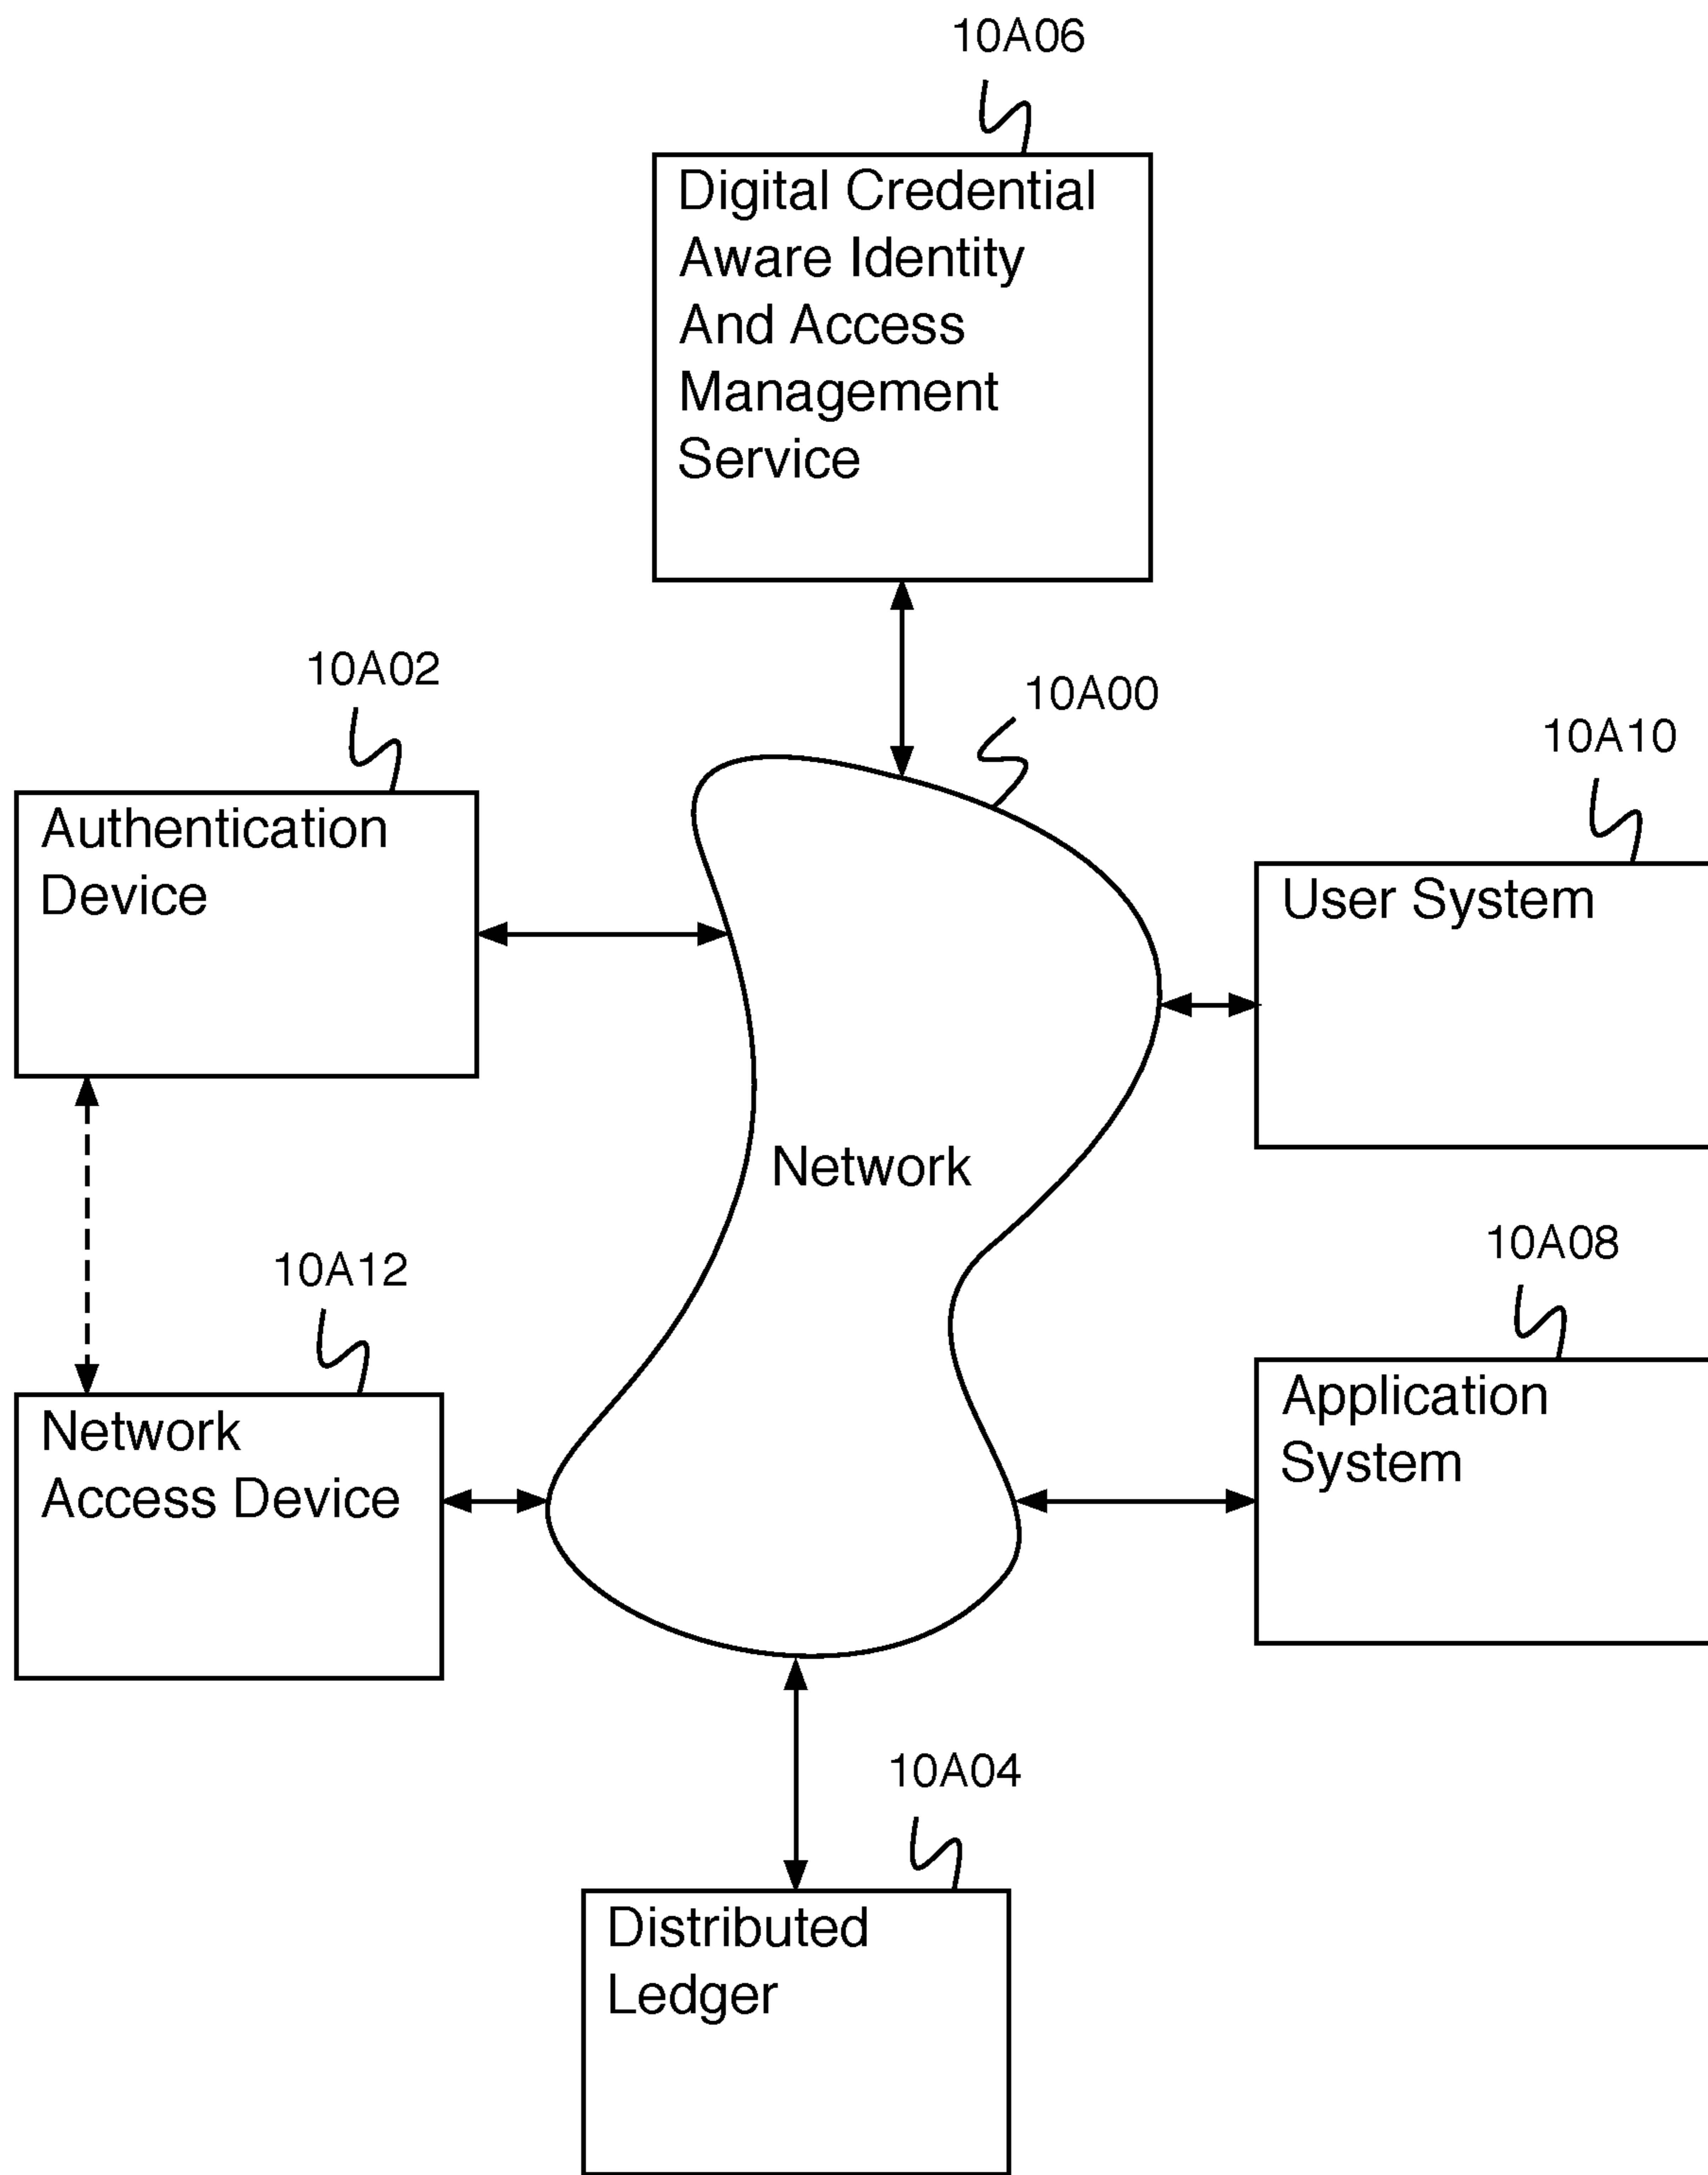 10A06
Digital Credential
Aware Identity
And Access
Management
Service
10A02
10A00
10A10
Authentication
Device
User System
Network
10A12
10A08
Network
Access Device
Application
System
10A04
Distributed
Ledger